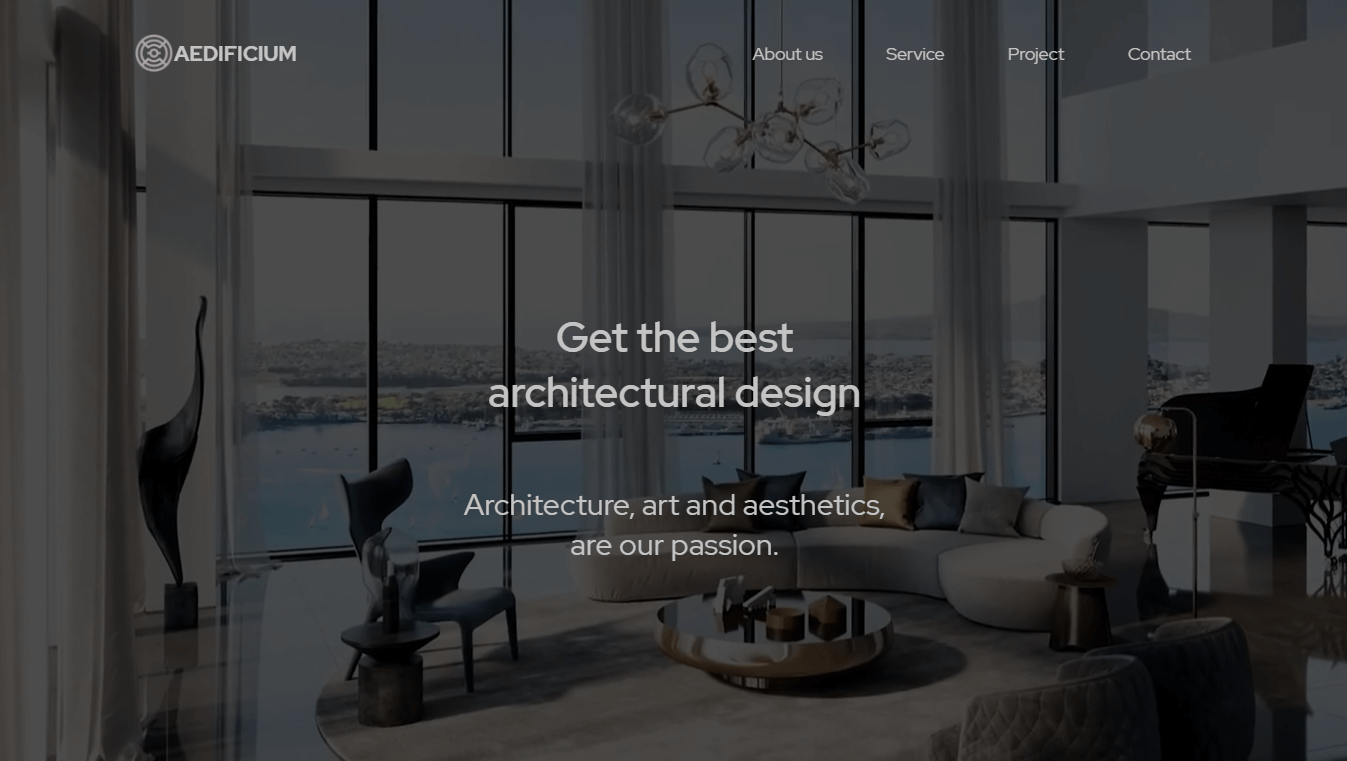 AEDIFICIUM
About us
Service
Project
Contact
Get the best
architectural design
Architecture, art and aesthetics,
are our passion.